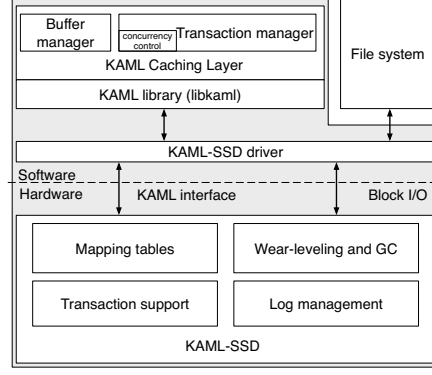 Buffer
manager
concurrency
control
Transaction manager
KAML Caching Layer
File system
KAML library (libkaml)
KAML-SSD driver
Software
Hardware
KAML interface
Block I/O
Mapping tables
Wear-leveling and GC
Transaction support
Log management
KAML-SSD